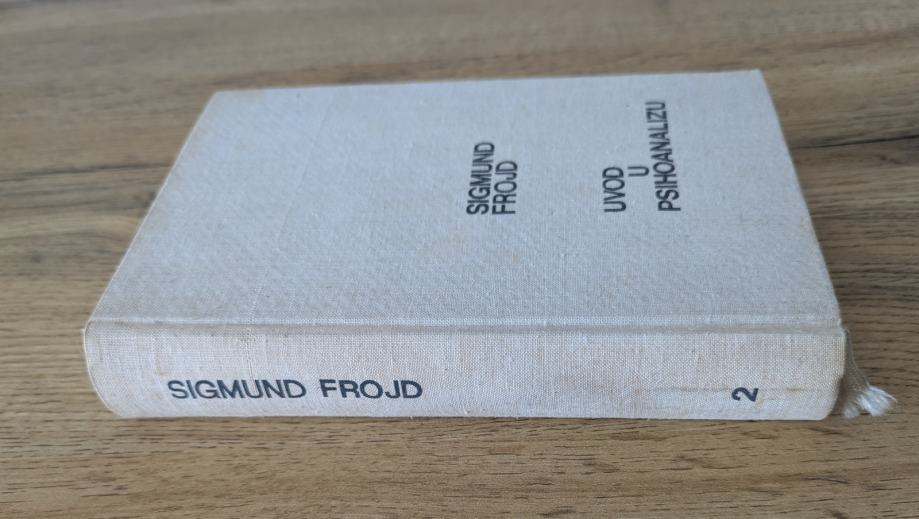 SIGMUND
FROJD
UVOD
U
PSIHOANALIZU
SIGMUND FROJD
2